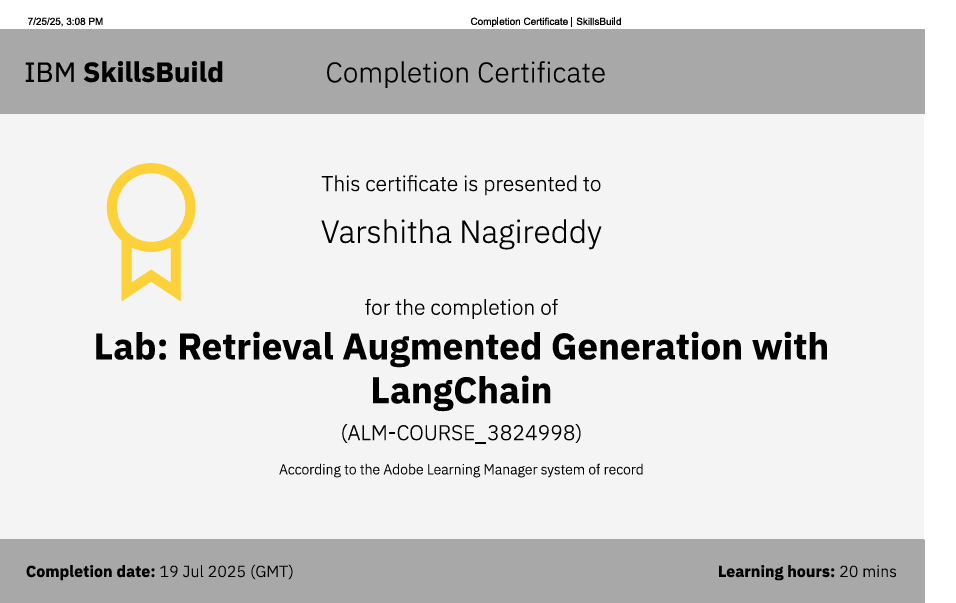 7/25/25, 3:08 PM Completion Certificate | SkillsBuild
IBM SkillsBuild Completion Certificate
This certificate is presented to
Varshitha Nagireddy
for the completion of
Lab: Retrieval Augmented Generation with
LangChain
(ALM-COURSE_3824998)
According to the Adobe Learning Manager system of record
Completion date: 19 Jul 2025 (GMT) Learning hours: 20 mins